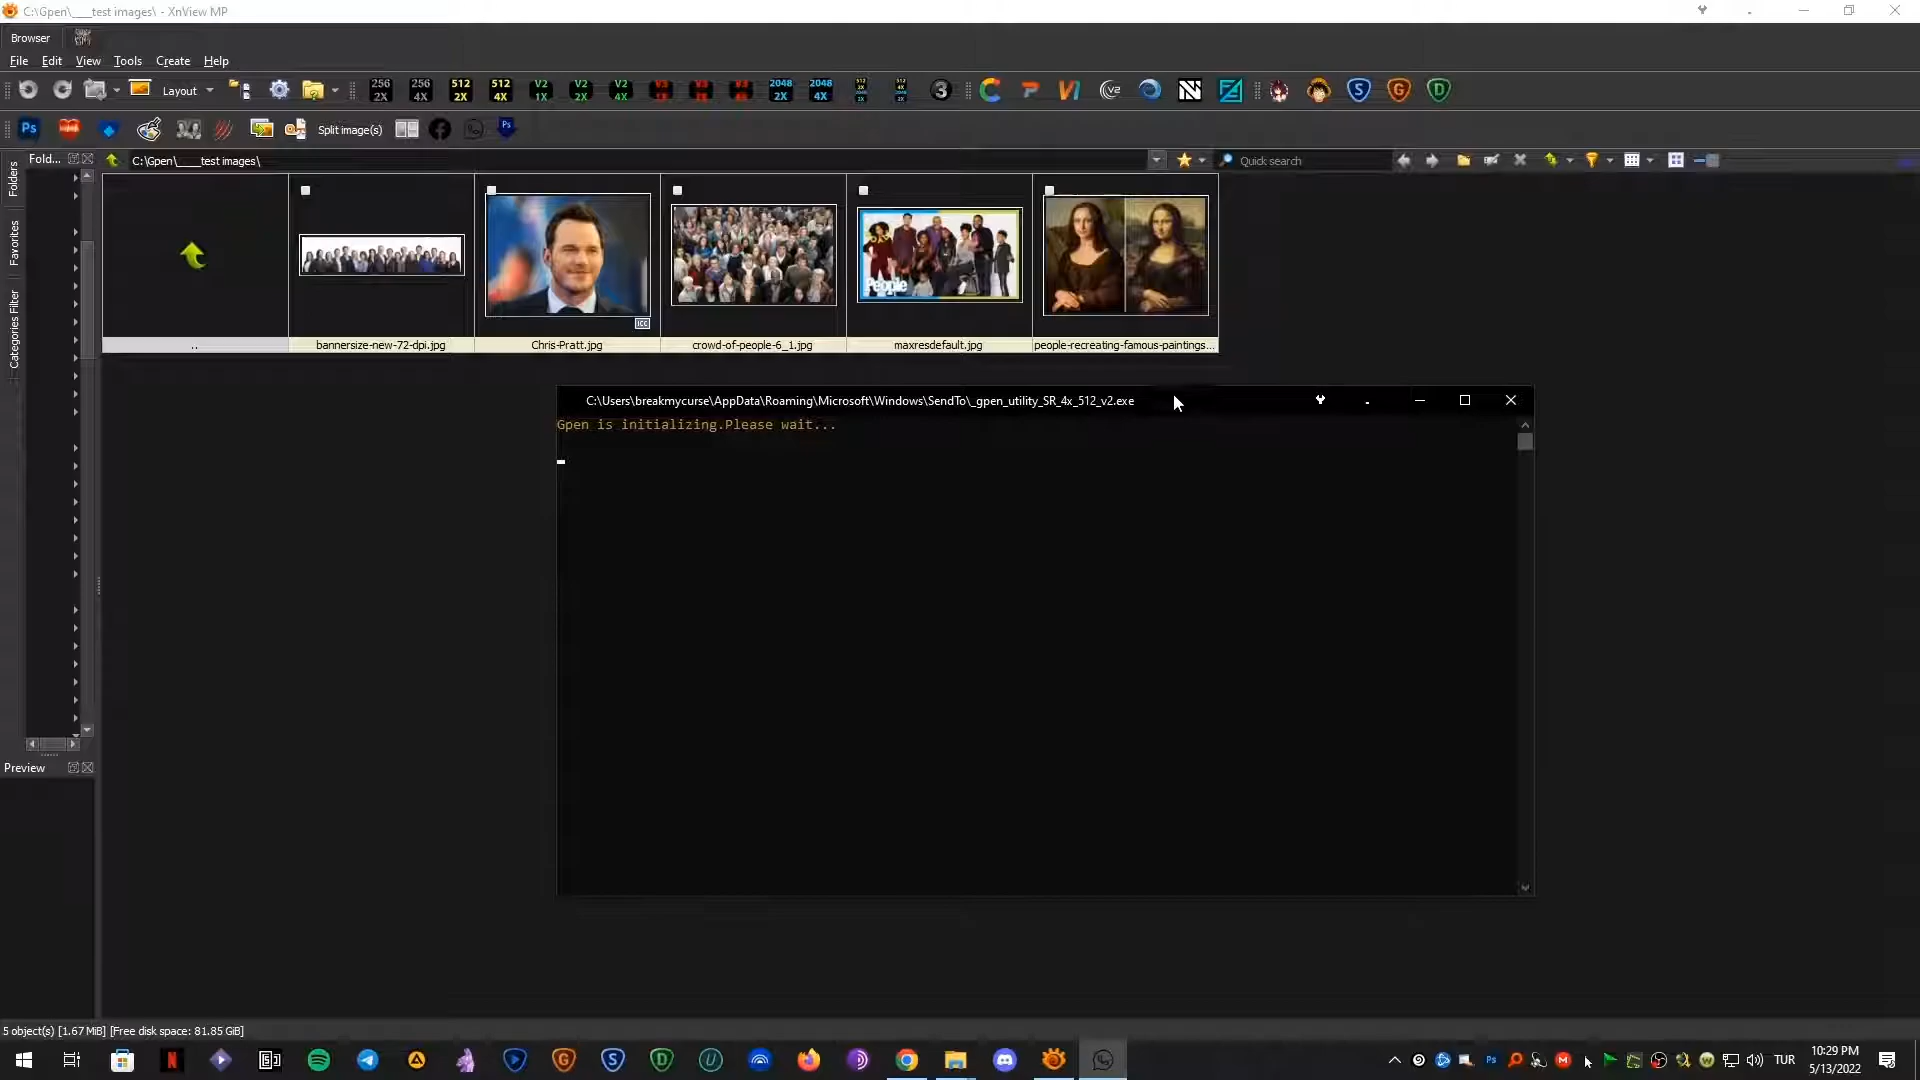 C:\Gpen\____test images\ - XnView MP
Browser
File Edit View Tools Create Help
Layout
256 2X
256 4X
512 2X
512 4X
V2 1X
V2 2X
V2 4X
2048 2X
2048 4X
Split image(s)
Fold...
C:\Gpen\____test images\
Quick search
Folders
Favorites
Categories Filter
People
ICC
..
bannersize-new-72-dpi.jpg
Chris-Pratt.jpg
crowd-of-people-6_1.jpg
maxresdefault.jpg
people-recreating-famous-paintings...
C:\Users\breakmycurse\AppData\Roaming\Microsoft\Windows\SendTo\_gpen_utility_SR_4x_512_v2.exe
Gpen is initializing.Please wait...
Preview
5 object(s) [1.67 MiB] [Free disk space: 81.85 GiB]
TUR
10:29 PM
5/13/2022